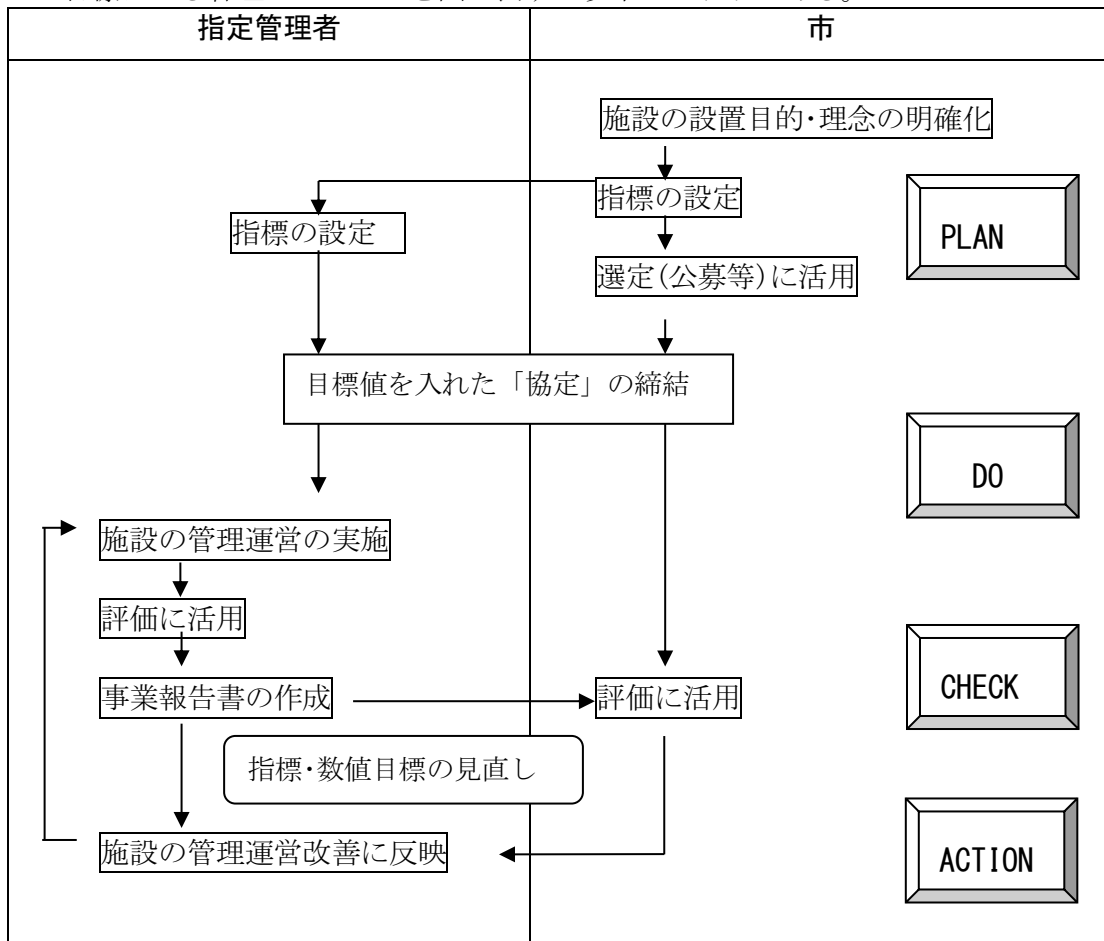 指定管理者
市
施設の設置目的･理念の明確化
指標の設定
指標の設定
PLAN
選定(公募等)に活用
目標値を入れた「協定」の締結
DO
施設の管理運営の実施
評価に活用
事業報告書の作成
評価に活用
CHECK
指標･数値目標の見直し
施設の管理運営改善に反映
ACTION